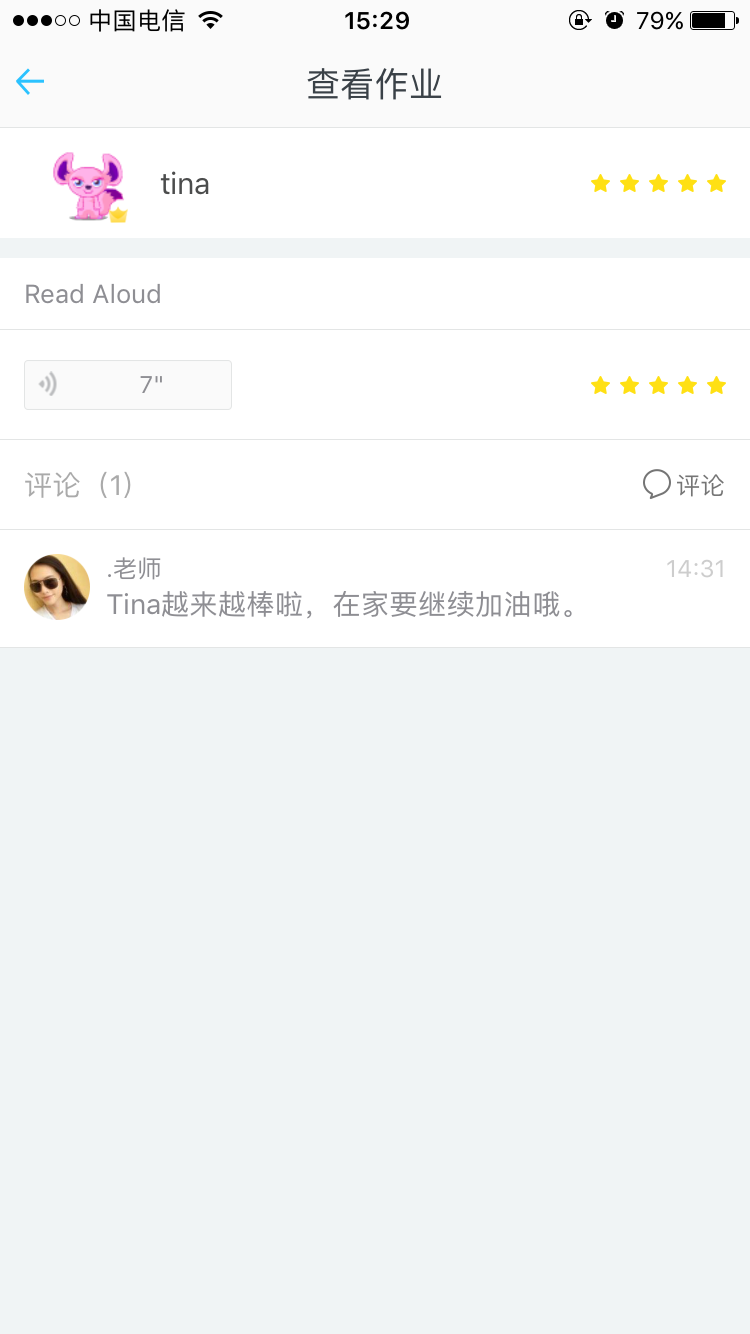 中国电信 15:29 79%
查看作业
tina
Read Aloud
7"
评论（1） 评论
.老师 14:31
Tina越来越棒啦，在家要继续加油哦。